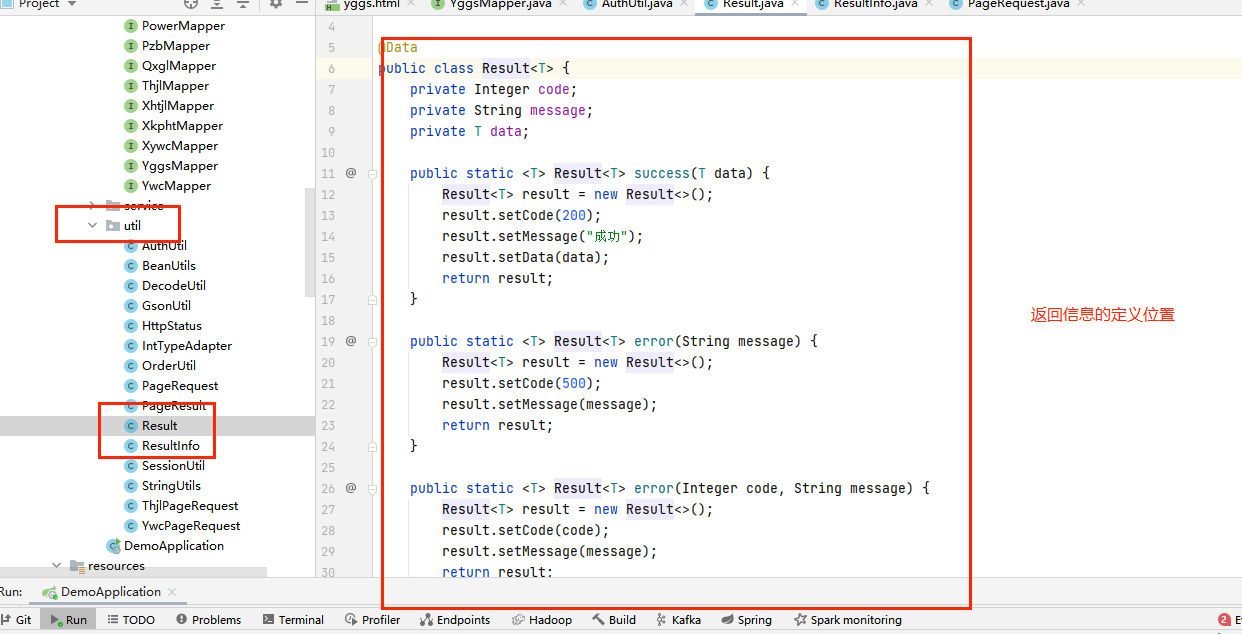 Project
yggs.html
YggsMapper.java
AuthUtil.java
Result.java
ResultInfo.java
PageRequest.java
PowerMapper
PzbMapper
QxglMapper
ThjlMapper
XhtjlMapper
XkphtMapper
XywcMapper
YggsMapper
YwcMapper
service
util
AuthUtil
BeanUtils
DecodeUtil
GsonUtil
HttpStatus
IntTypeAdapter
OrderUtil
PageRequest
PageResult
Result
ResultInfo
SessionUtil
StringUtils
ThjlPageRequest
YwcPageRequest
DemoApplication
resources
4
5 @Data
6 public class Result<T> {
7 private Integer code;
8 private String message;
9 private T data;
10
11 @ public static <T> Result<T> success(T data) {
12 Result<T> result = new Result<>();
13 result.setCode(200);
14 result.setMessage("成功");
15 result.setData(data);
16 return result;
17 }
18
19 @ public static <T> Result<T> error(String message) {
20 Result<T> result = new Result<>();
21 result.setCode(500);
22 result.setMessage(message);
23 return result;
24 }
25
26 @ public static <T> Result<T> error(Integer code, String message) {
27 Result<T> result = new Result<>();
28 result.setCode(code);
29 result.setMessage(message);
30 return result;
返回信息的定义位置
Run: DemoApplication
Git Run TODO Problems Terminal Profiler Endpoints Hadoop Build Kafka Spring Spark monitoring 2